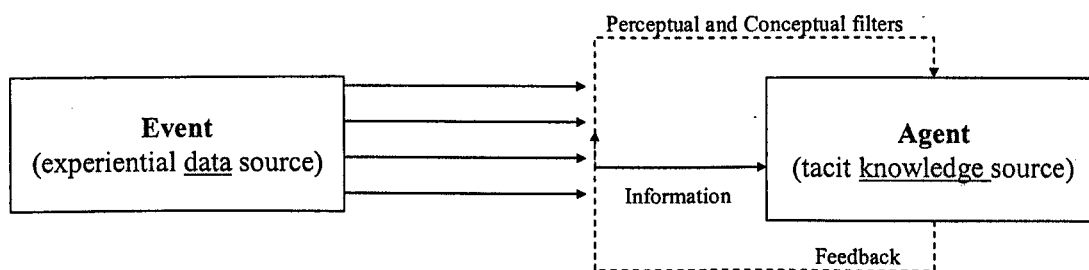 Perceptual and Conceptual filters
Event
(experiential data source)
Information
Agent
(tacit knowledge source)
Feedback